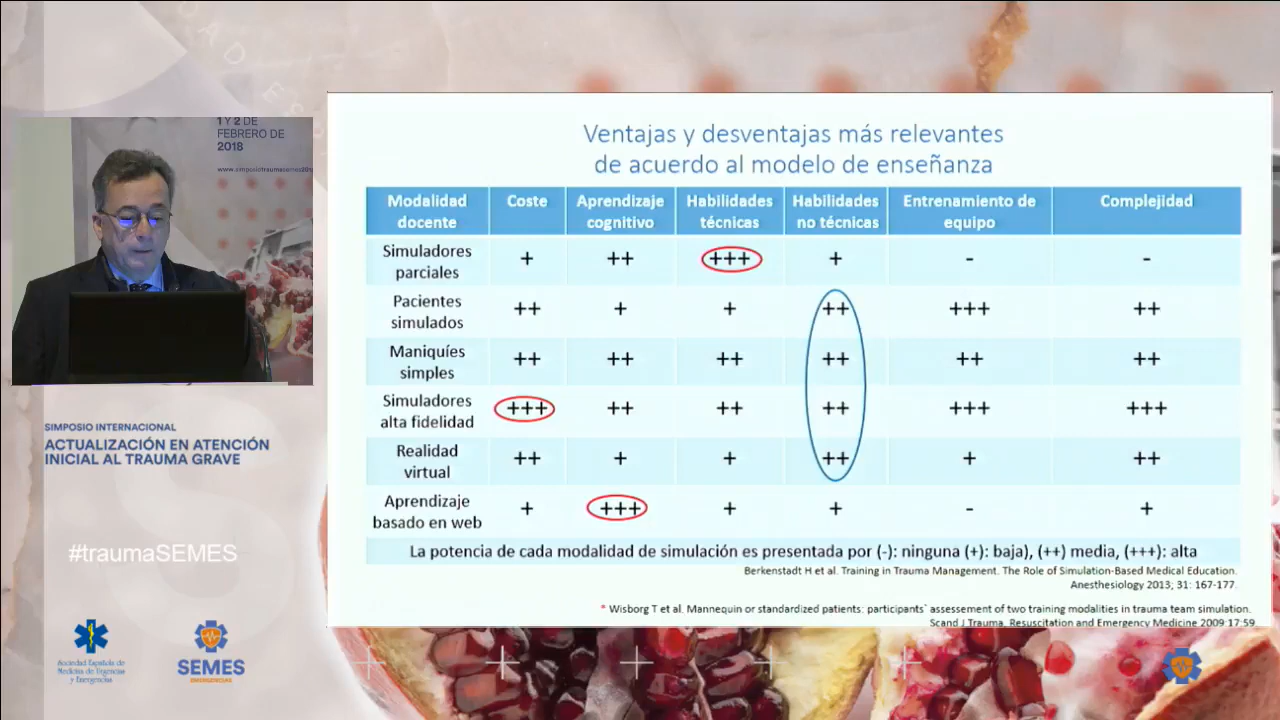 1 Y 2 DE
FEBRERO DE
2018
SIMPOSIO INTERNACIONAL
ACTUALIZACIÓN EN ATENCIÓN
INICIAL AL TRAUMA GRAVE
#traumaSEMES
Sociedad Española de
Medicina de Urgencias
y Emergencias
SEMES
EMERGENCIAS
Ventajas y desventajas más relevantes
de acuerdo al modelo de enseñanza
Modalidad docente | Coste | Aprendizaje cognitivo | Habilidades técnicas | Habilidades no técnicas | Entrenamiento de equipo | Complejidad
Simuladores parciales | + | ++ | +++ | + | - | -
Pacientes simulados | ++ | + | + | ++ | +++ | ++
Maniquíes simples | ++ | ++ | ++ | ++ | ++ | ++
Simuladores alta fidelidad | +++ | ++ | ++ | ++ | +++ | +++
Realidad virtual | ++ | + | + | ++ | + | ++
Aprendizaje basado en web | + | +++ | + | + | - | +
La potencia de cada modalidad de simulación es presentada por (-): ninguna (+): baja), (++) media, (+++): alta
Berkenstadt H et al. Training in Trauma Management. The Role of Simulation-Based Medical Education.
Anesthesiology 2013; 31: 167-177.
* Wisborg T et al. Mannequin or standardized patients: participants` assessment of two training modalities in trauma team simulation.
Scand J Trauma, Resuscitation and Emergency Medicine 2009:17:59